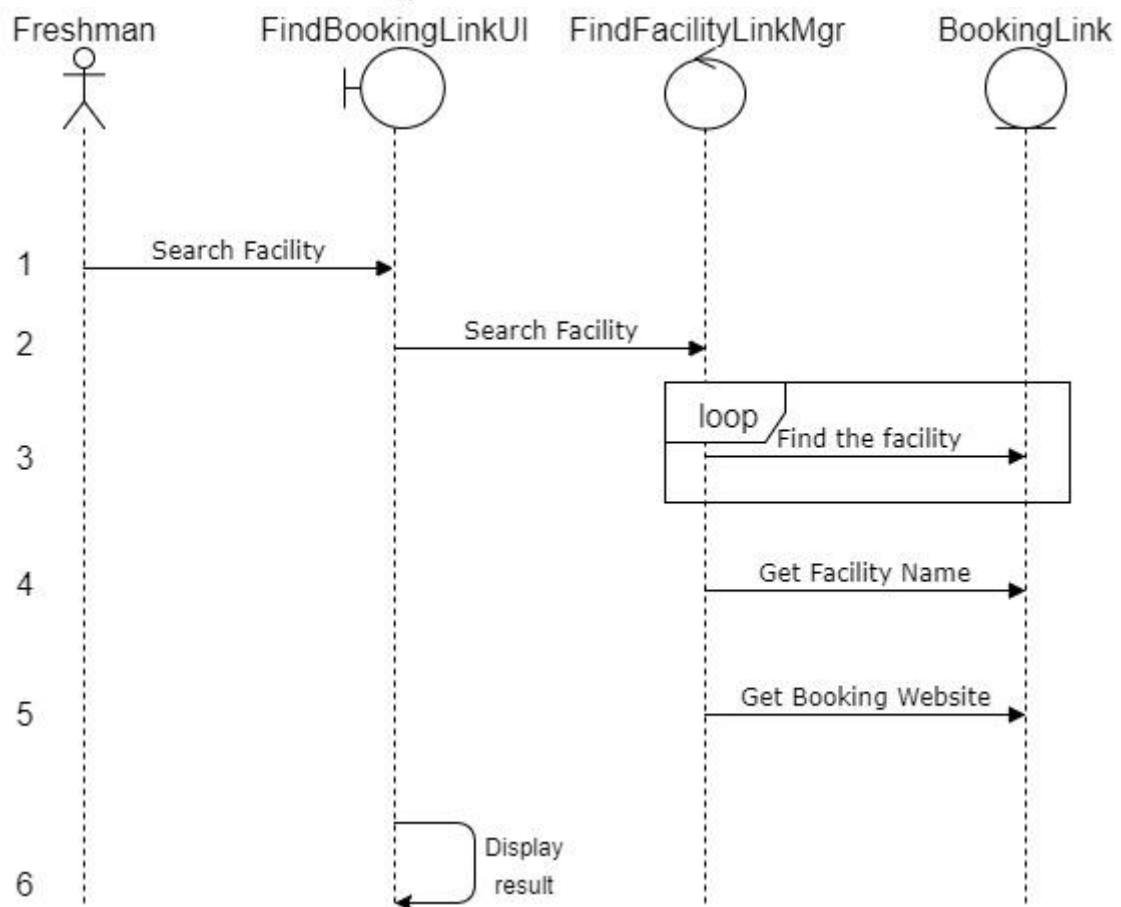 Freshman
FindBookingLinkUI
FindFacilityLinkMgr
BookingLink
1
Search Facility
2
Search Facility
loop
3
Find the facility
4
Get Facility Name
5
Get Booking Website
Display
6
result